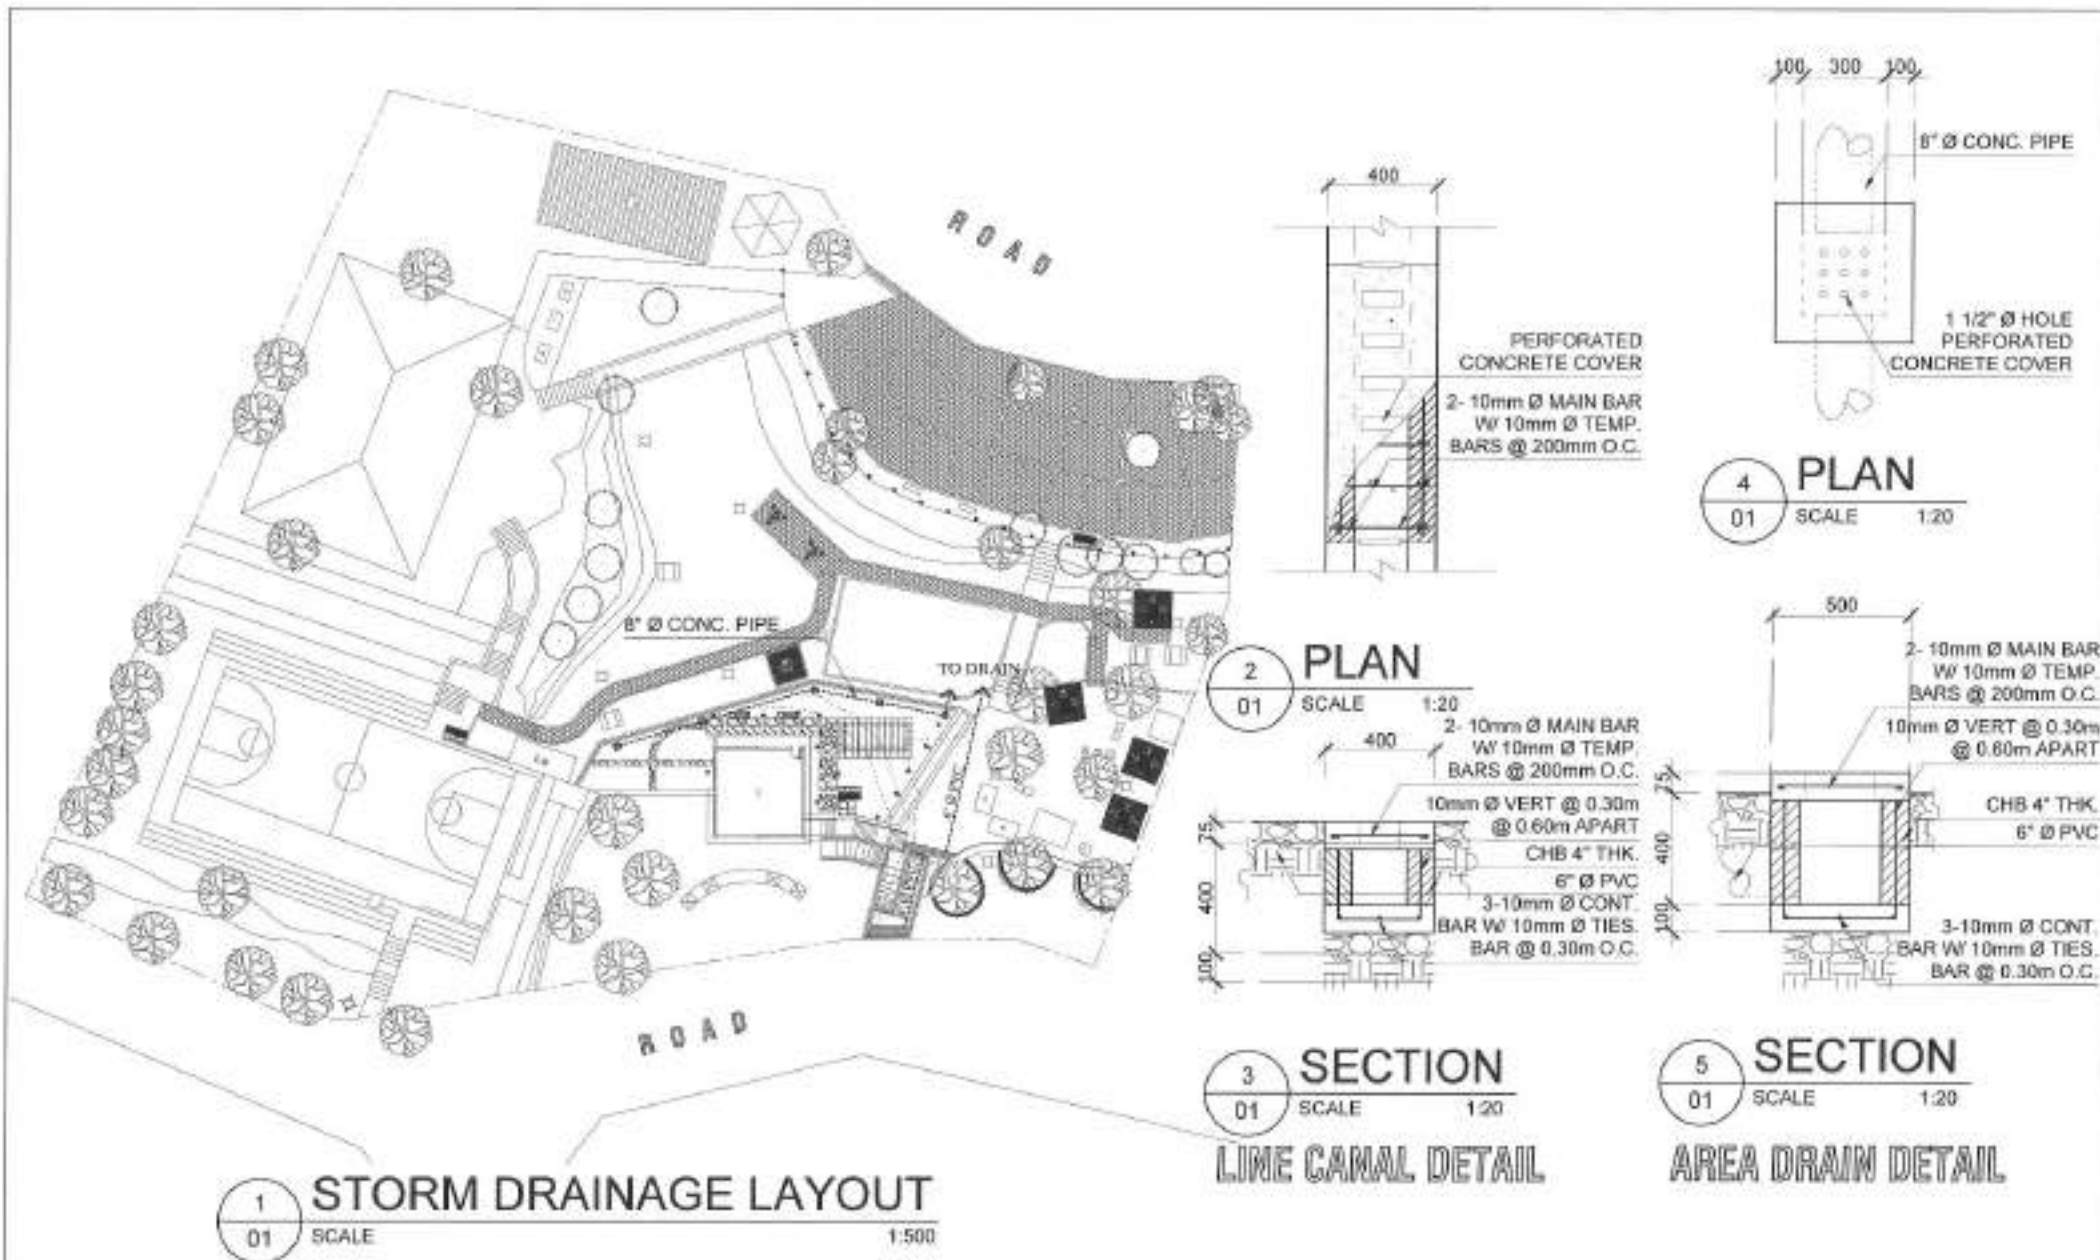 ROAD
8" Ø CONC. PIPE
TO DRAIN
ROAD
1
01
STORM DRAINAGE LAYOUT
SCALE 1:500
400
PERFORATED
CONCRETE COVER
2- 10mm Ø MAIN BAR
W/ 10mm Ø TEMP.
BARS @ 200mm O.C.
2
01
PLAN
SCALE 1:20
100 300 100
8" Ø CONC. PIPE
1 1/2" Ø HOLE
PERFORATED
CONCRETE COVER
4
01
PLAN
SCALE 1:20
400
2- 10mm Ø MAIN BAR
W/ 10mm Ø TEMP.
BARS @ 200mm O.C.
10mm Ø VERT @ 0.30m
@ 0.60m APART
CHB 4" THK.
6" Ø PVC
3-10mm Ø CONT.
BAR W/ 10mm Ø TIES.
BAR @ 0.30m O.C.
75
400
100
3
01
SECTION
SCALE 1:20
LINE CANAL DETAIL
500
2- 10mm Ø MAIN BAR
W/ 10mm Ø TEMP.
BARS @ 200mm O.C.
10mm Ø VERT @ 0.30m
@ 0.60m APART
CHB 4" THK.
6" Ø PVC
3-10mm Ø CONT.
BAR W/ 10mm Ø TIES.
BAR @ 0.30m O.C.
75
400
100
5
01
SECTION
SCALE 1:20
AREA DRAIN DETAIL